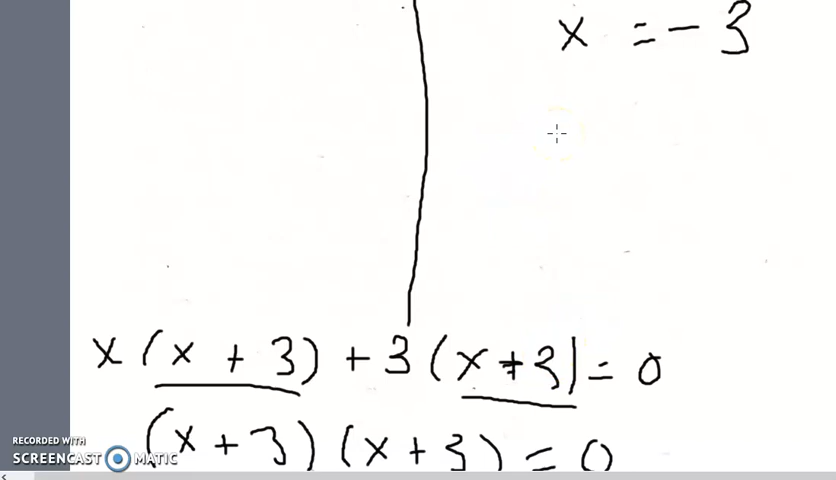 x = - 3
x (x + 3) + 3 (x + 3) = 0
(x + 3) (x + 3) = 0
RECORDED WITH
SCREENCAST MATIC